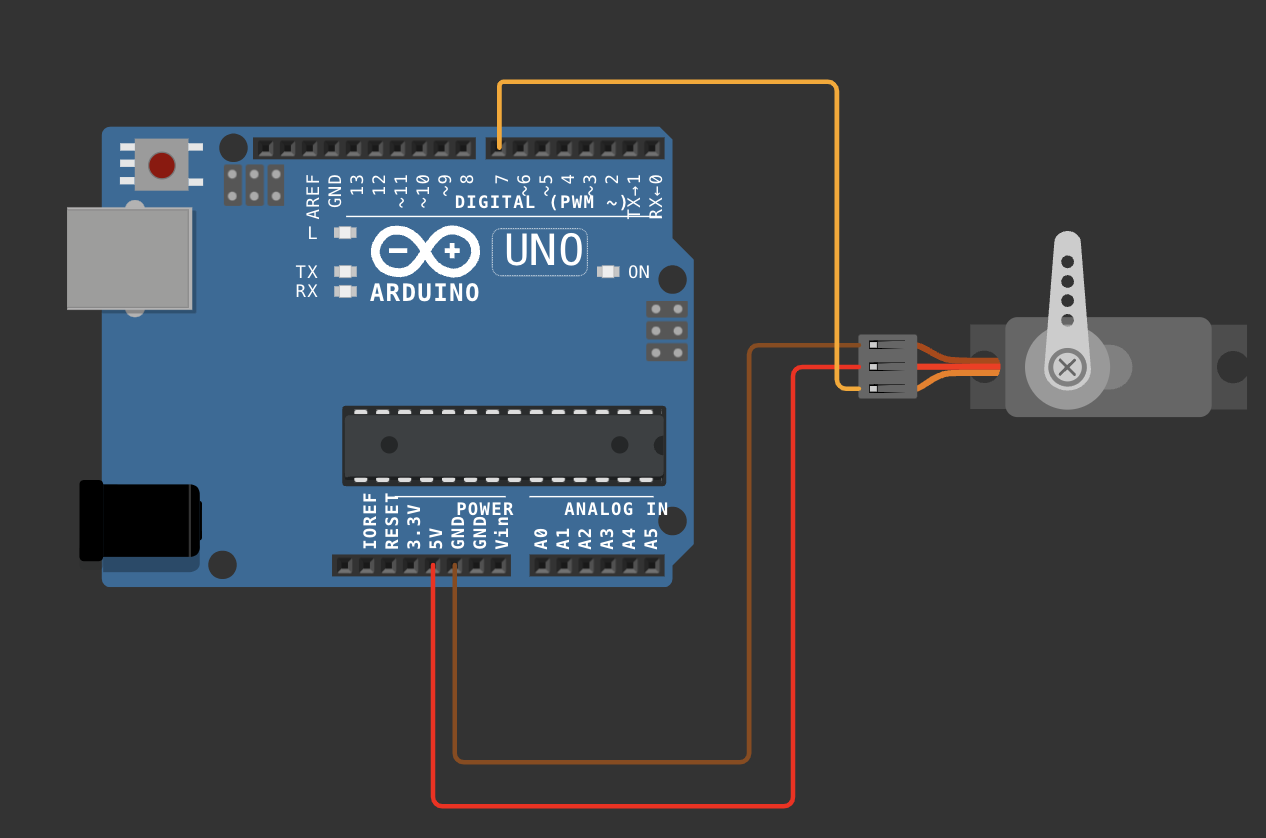 AREF GND 13 12 ~11 ~10 ~9 8 7 ~6 ~5 4 ~3 2 TX→1 RX←0
DIGITAL (PWM ~)
L
UNO
TX
ON
RX
ARDUINO
POWER
ANALOG IN
IOREF RESET 3.3V 5V GND GND Vin A0 A1 A2 A3 A4 A5